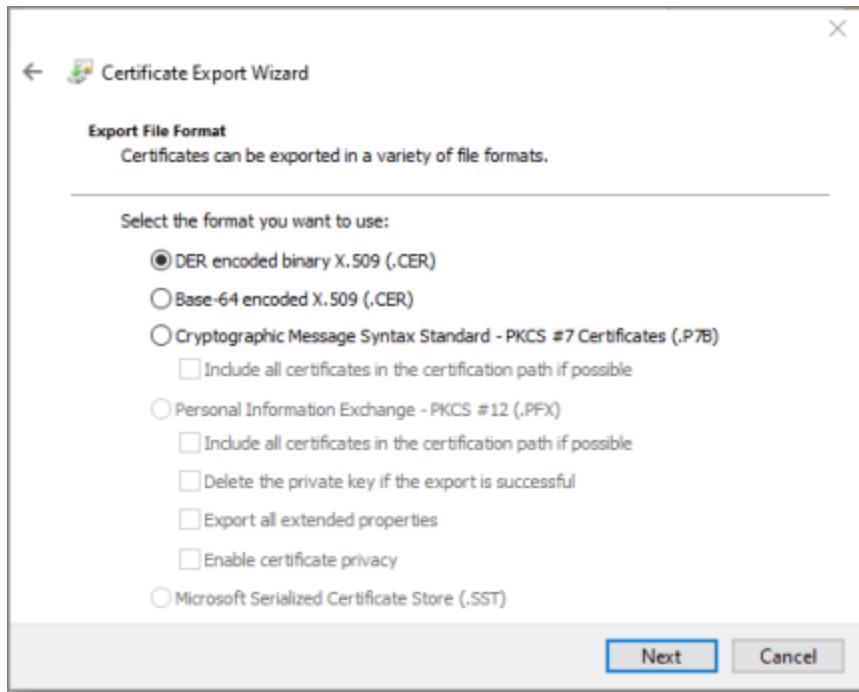 Certificate Export Wizard
Export File Format
Certificates can be exported in a variety of file formats.
Select the format you want to use:
DER encoded binary X.509 (.CER)
Base-64 encoded X.509 (.CER)
Cryptographic Message Syntax Standard - PKCS #7 Certificates (.P7B)
Include all certificates in the certification path if possible
Personal Information Exchange - PKCS #12 (.PFX)
Include all certificates in the certification path if possible
Delete the private key if the export is successful
Export all extended properties
Enable certificate privacy
Microsoft Serialized Certificate Store (.SST)
Next Cancel